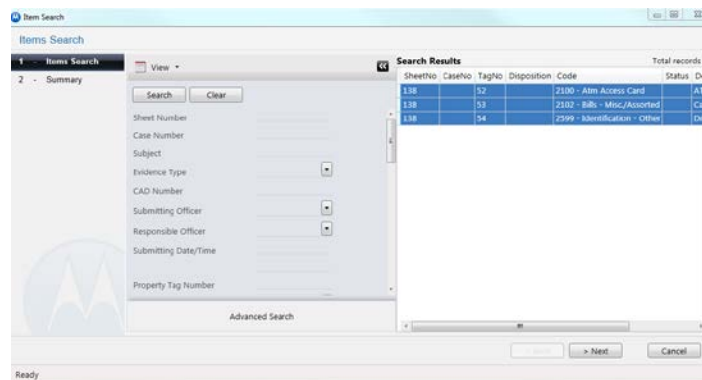 Item Search
Items Search
1 - Items Search
2 - Summary
View
Search Clear
Sheet Number
Case Number
Subject
Evidence Type
CAD Number
Submitting Officer
Responsible Officer
Submitting Date/Time
Property Tag Number
Advanced Search
Search Results Total records
SheetNo CaseNo TagNo Disposition Code Status
138 52 2100 - Atm Access Card
138 53 2102 - Bills - Misc./Assorted
138 54 2599 - Identification - Other
> Next Cancel
Ready